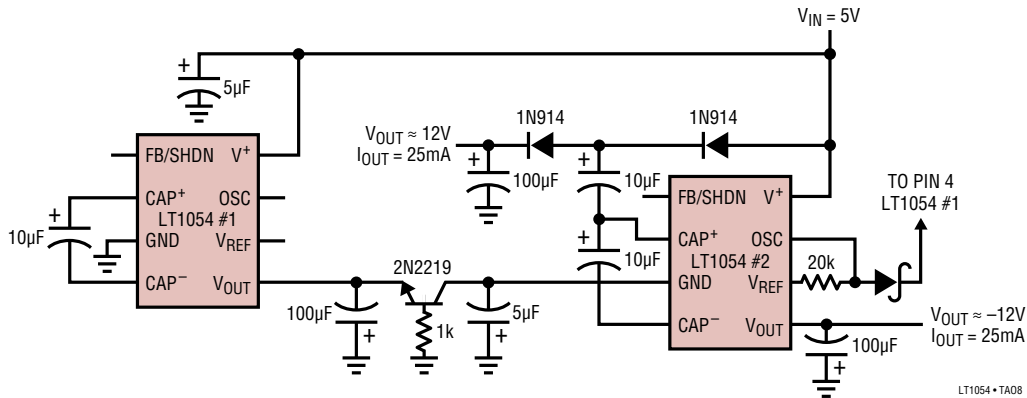 VIN = 5V
+
5µF
1N914
1N914
VOUT ≈ 12V
IOUT = 25mA
+
100µF
+
10µF
FB/SHDN V+
CAP+ OSC
LT1054 #1
GND VREF
CAP– VOUT
+
10µF
FB/SHDN V+
CAP+ OSC
LT1054 #2
GND VREF
CAP– VOUT
+
10µF
TO PIN 4
LT1054 #1
20k
2N2219
100µF
+
1k
5µF
+
VOUT ≈ –12V
IOUT = 25mA
100µF
+
LT1054 • TA08